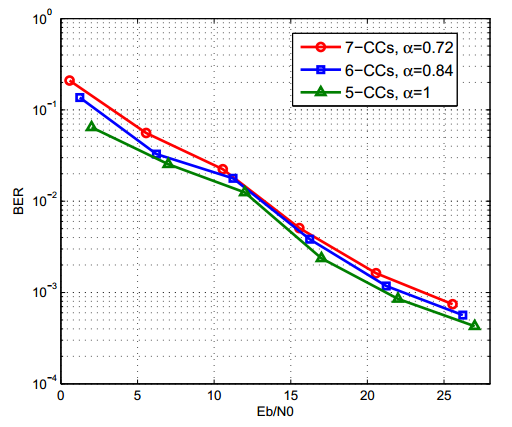 7−CCs, α=0.72
6−CCs, α=0.84
5−CCs, α=1
BER
10^0
10^−1
10^−2
10^−3
10^−4
0 5 10 15 20 25
Eb/N0